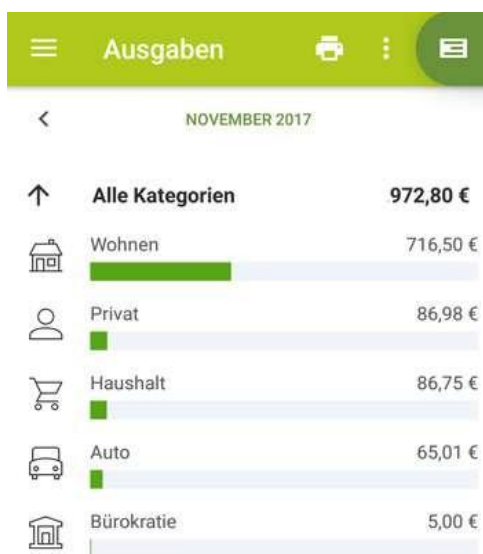 Ausgaben
NOVEMBER 2017
Alle Kategorien 972,80 €
Wohnen 716,50 €
Privat 86,98 €
Haushalt 86,75 €
Auto 65,01 €
Bürokratie 5,00 €